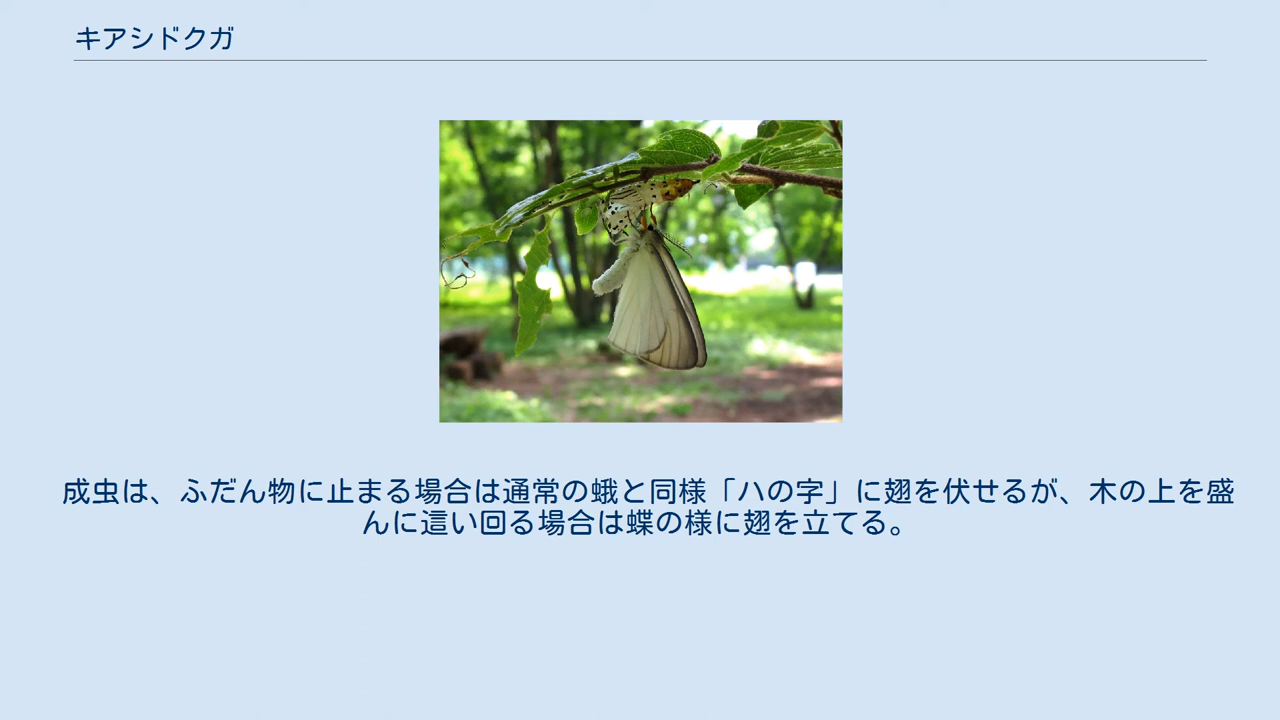 キアシドクガ
成虫は、ふだん物に止まる場合は通常の蛾と同様「ハの字」に翅を伏せるが、木の上を盛
んに這い回る場合は蝶の様に翅を立てる。